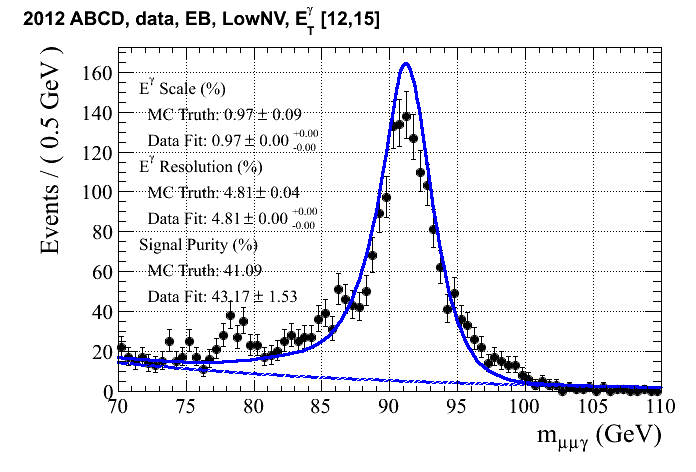 2012 ABCD, data, EB, LowNV, E_T^γ [12,15]
Events / ( 0.5 GeV )
160
140
120
100
80
60
40
20
0
E^γ Scale (%)
MC Truth: 0.97 ± 0.09
Data Fit: 0.97 ± 0.00 +0.00 -0.00
E^γ Resolution (%)
MC Truth: 4.81 ± 0.04
Data Fit: 4.81 ± 0.00 +0.00 -0.00
Signal Purity (%)
MC Truth: 41.09
Data Fit: 43.17 ± 1.53
70 75 80 85 90 95 100 105 110
m_μμγ (GeV)